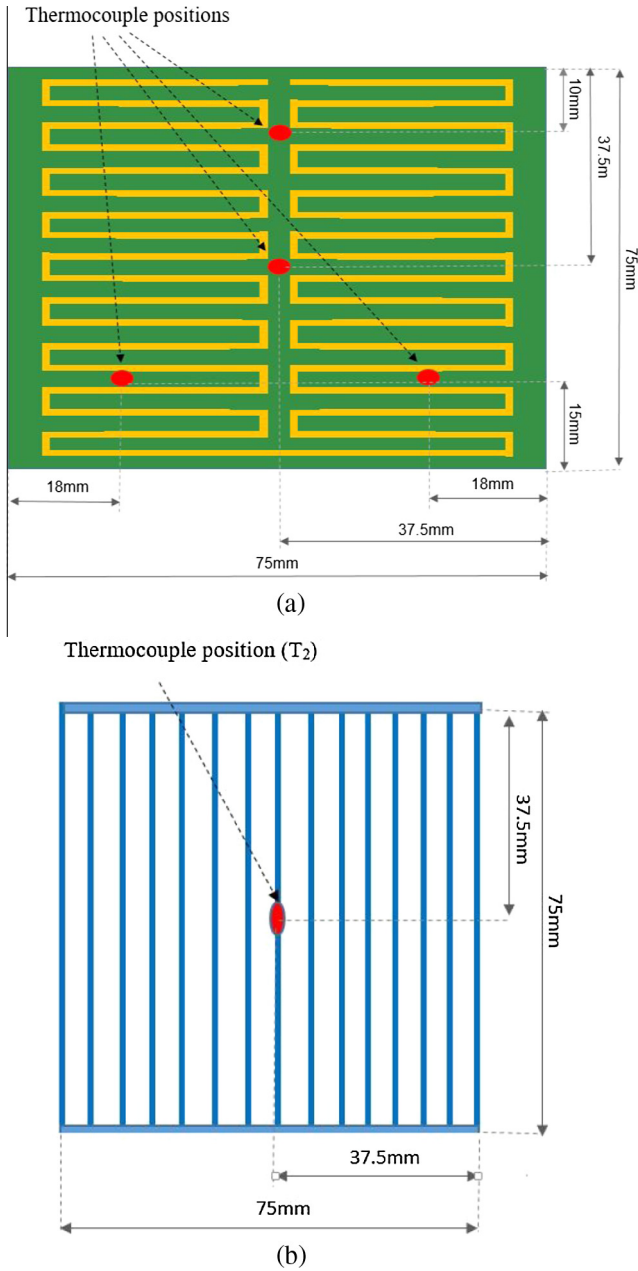 Thermocouple positions
10mm
37.5m
75mm
15mm
18mm
18mm
37.5mm
75mm
(a)
Thermocouple position (T₂)
37.5mm
75mm
37.5mm
75mm
(b)